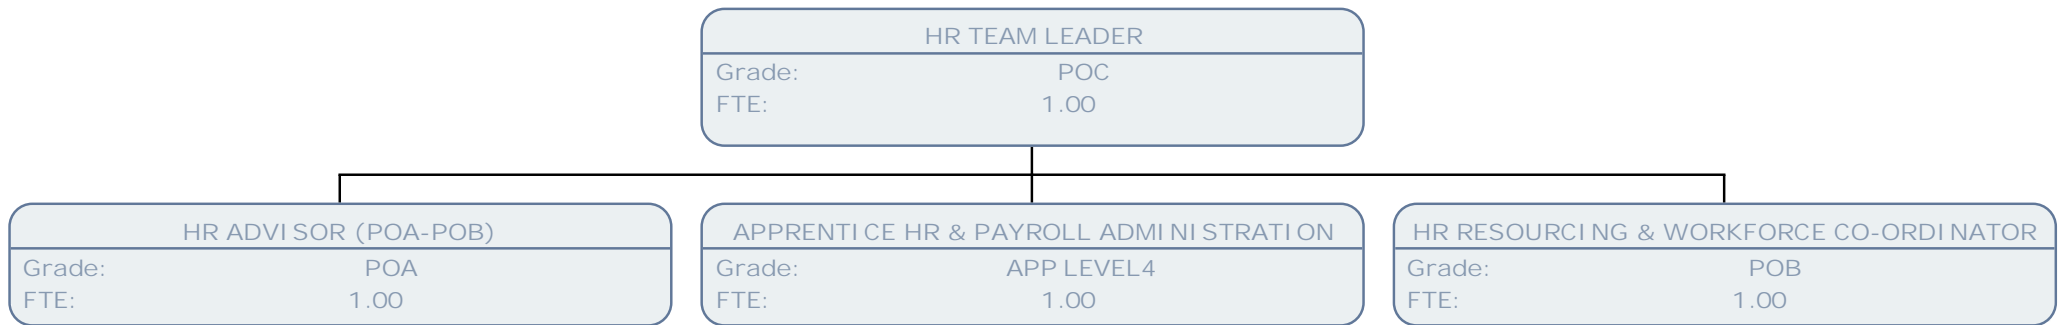 HR TEAM LEADER
Grade: POC
FTE: 1.00
HR ADVISOR (POA-POB)
Grade: POA
FTE: 1.00
APPRENTICE HR & PAYROLL ADMINISTRATION
Grade: APP LEVEL4
FTE: 1.00
HR RESOURCING & WORKFORCE CO-ORDINATOR
Grade: POB
FTE: 1.00